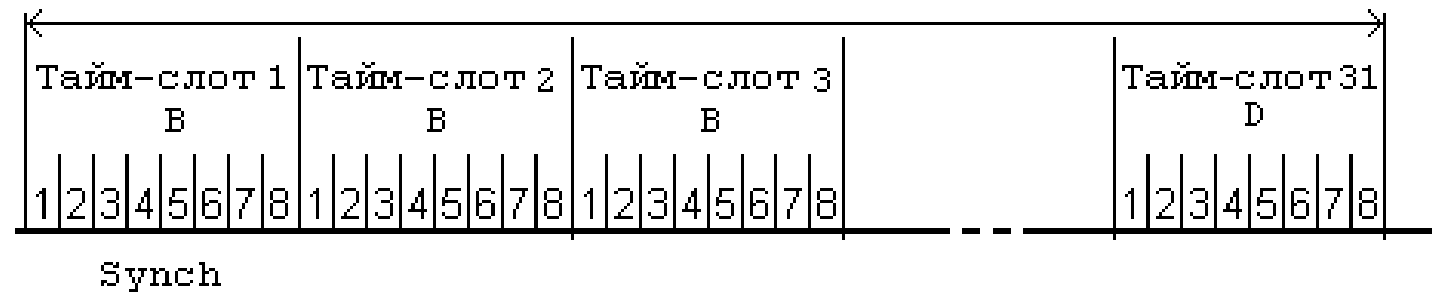 Тайм-слот 1 Тайм-слот 2 Тайм-слот 3 Тайм-слот 31
B B B D
1 2 3 4 5 6 7 8 1 2 3 4 5 6 7 8 1 2 3 4 5 6 7 8 1 2 3 4 5 6 7 8
Synch